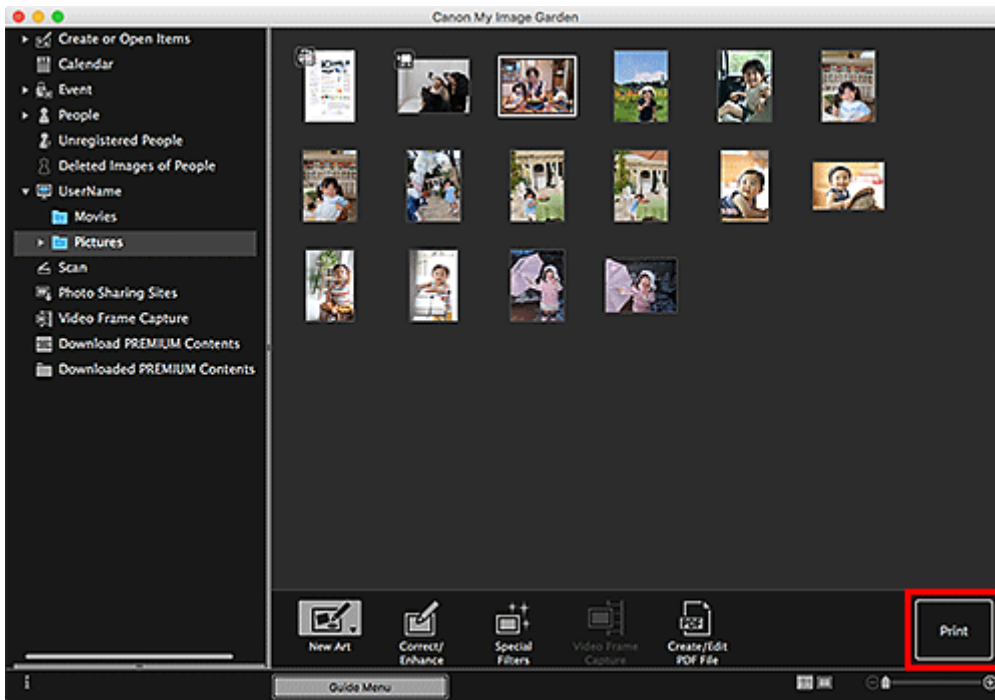 Canon My Image Garden
Create or Open Items
Calendar
Event
People
Unregistered People
Deleted Images of People
UserName
Movies
Pictures
Scan
Photo Sharing Sites
Video Frame Capture
Download PREMIUM Contents
Downloaded PREMIUM Contents
New Art
Correct/
Enhance
Special
Filters
Video Frame
Capture
PDF
Create/Edit
PDF File
Print
Guide Menu